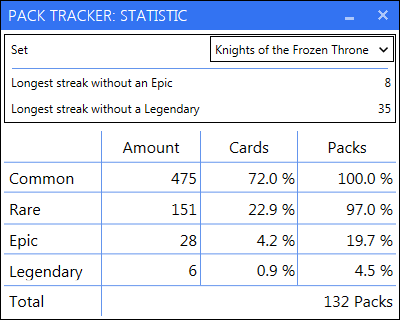 PACK TRACKER: STATISTIC
Set Knights of the Frozen Throne
Longest streak without an Epic 8
Longest streak without a Legendary 35
Amount Cards Packs
Common 475 72.0 % 100.0 %
Rare 151 22.9 % 97.0 %
Epic 28 4.2 % 19.7 %
Legendary 6 0.9 % 4.5 %
Total 132 Packs